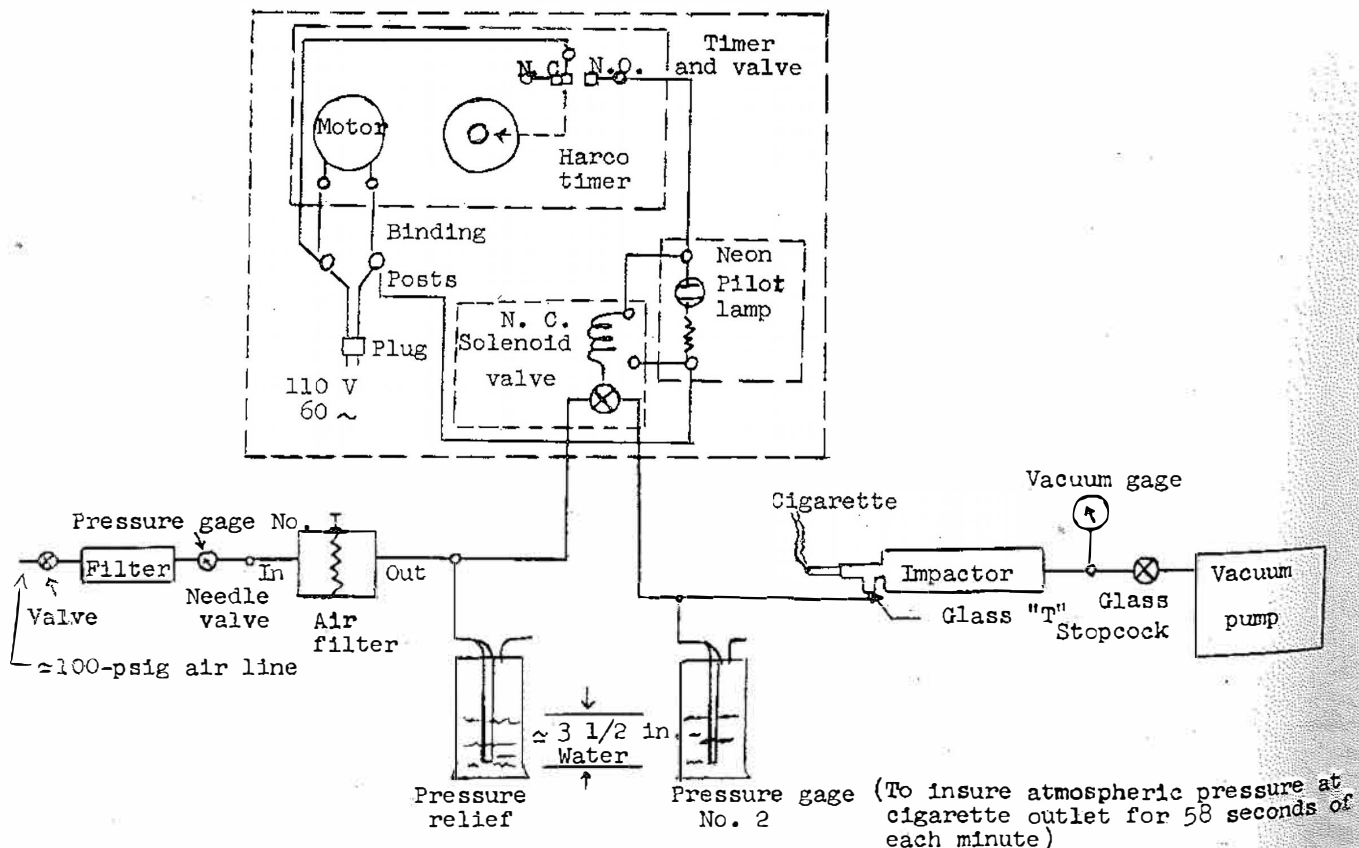 Timer
and valve
N. C.
N.O.
Motor
Harco
timer
Binding
Posts
Plug
110 V
60 ~
Neon
Pilot
lamp
N. C.
Solenoid
valve
Cigarette
Vacuum gage
Pressure gage No.
Filter
In
Out
Valve
Needle
valve
Air
filter
≃100-psig air line
Impactor
Glass "T"
Glass
Stopcock
Vacuum
pump
≃ 3 1/2 in.
Water
Pressure
relief
Pressure gage
No. 2
(To insure atmospheric pressure at
cigarette outlet for 58 seconds of
each minute)